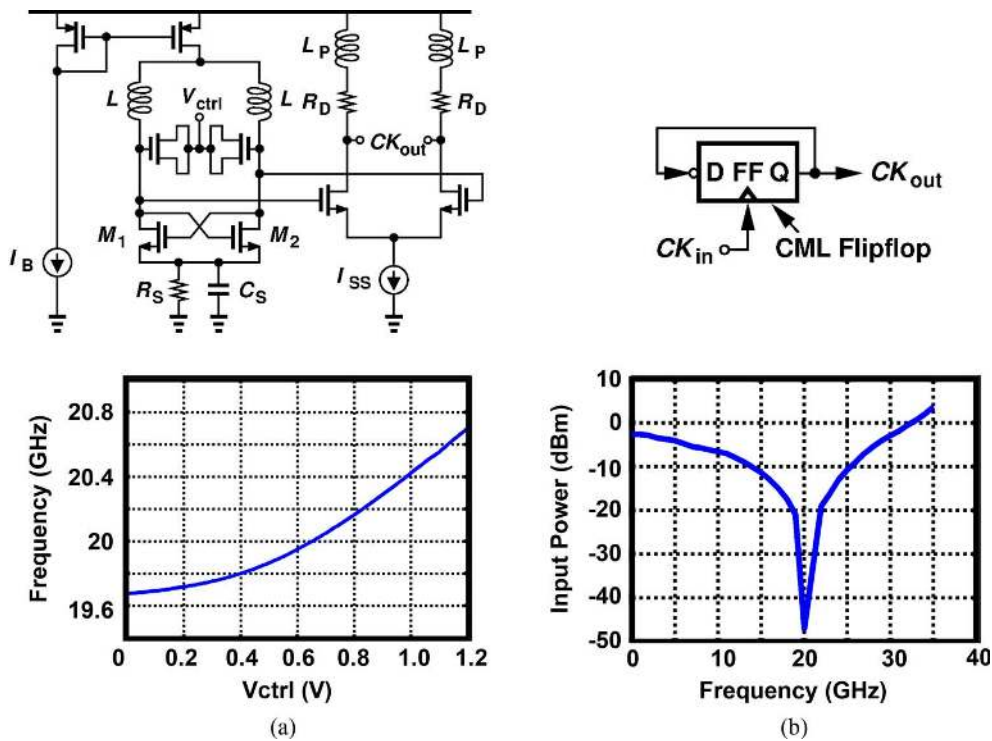 L
L
V ctrl
L P
L P
R D
R D
CK out
M 1
M 2
I B
R S
C S
I SS
D FF Q
CK out
CK in
CML Flipflop
Frequency (GHz)
20.8
20.4
20
19.6
0 0.2 0.4 0.6 0.8 1.0 1.2
Vctrl (V)
(a)
Input Power (dBm)
10
0
-10
-20
-30
-40
-50
0 10 20 30 40
Frequency (GHz)
(b)